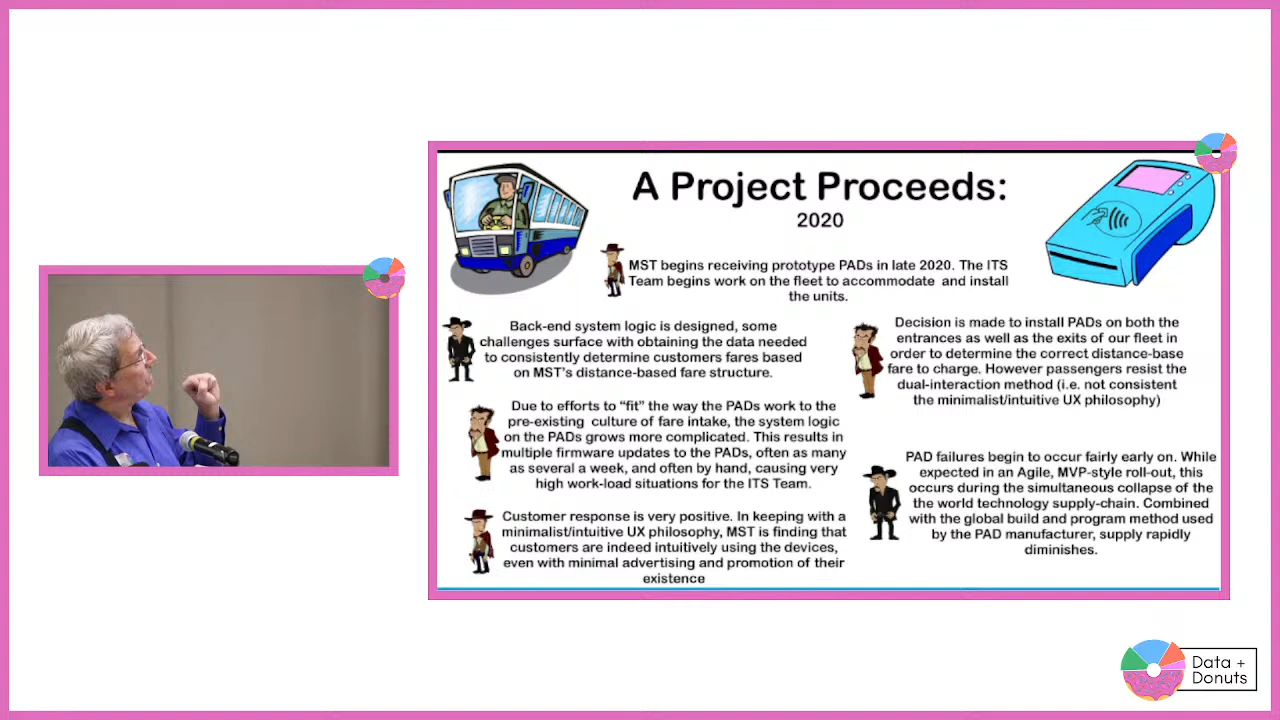 A Project Proceeds:
2020
MST begins receiving prototype PADs in late 2020. The ITS
Team begins work on the fleet to accommodate and install
the units.
Back-end system logic is designed, some
challenges surface with obtaining the data needed
to consistently determine customers fares based
on MST's distance-based fare structure.
Due to efforts to "fit" the way the PADs work to the
pre-existing culture of fare intake, the system logic
on the PADs grows more complicated. This results in
multiple firmware updates to the PADs, often as many
as several a week, and often by hand, causing very
high work-load situations for the ITS Team.
Customer response is very positive. In keeping with a
minimalist/intuitive UX philosophy, MST is finding that
customers are indeed intuitively using the devices,
even with minimal advertising and promotion of their
existence
Decision is made to install PADs on both the
entrances as well as the exits of our fleet in
order to determine the correct distance-base
fare to charge. However passengers resist the
dual-interaction method (i.e. not consistent
the minimalist/intuitive UX philosophy)
PAD failures begin to occur fairly early on. While
expected in an Agile, MVP-style roll-out, this
occurs during the simultaneous collapse of the
the world technology supply-chain. Combined
with the global build and program method used
by the PAD manufacturer, supply rapidly
diminishes.
Data +
Donuts